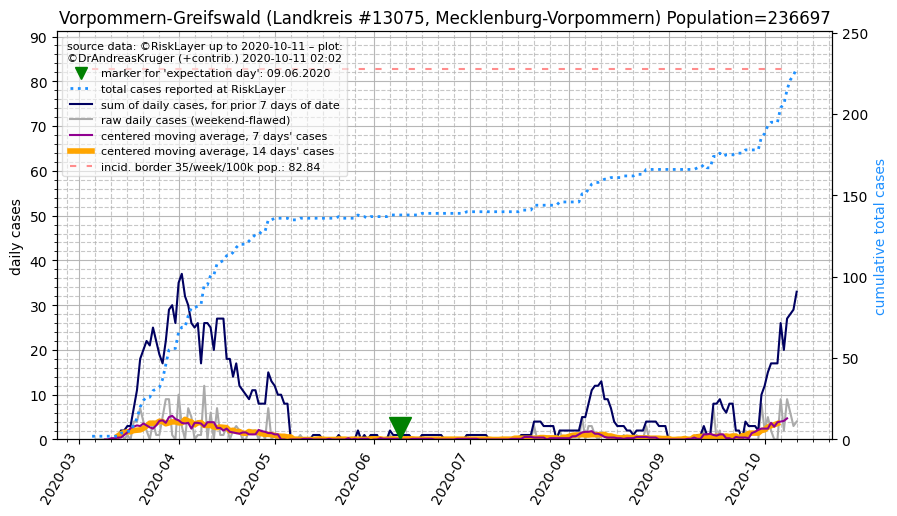 Vorpommern-Greifswald (Landkreis #13075, Mecklenburg-Vorpommern) Population=236697
source data: ©RiskLayer up to 2020-10-11 – plot:
©DrAndreasKruger (+contrib.) 2020-10-11 02:02
marker for 'expectation day': 09.06.2020
total cases reported at RiskLayer
sum of daily cases, for prior 7 days of date
raw daily cases (weekend-flawed)
centered moving average, 7 days' cases
centered moving average, 14 days' cases
incid. border 35/week/100k pop.: 82.84
daily cases
90
80
70
60
50
40
30
20
10
0
cumulative total cases
250
200
150
100
50
0
2020-03
2020-04
2020-05
2020-06
2020-07
2020-08
2020-09
2020-10